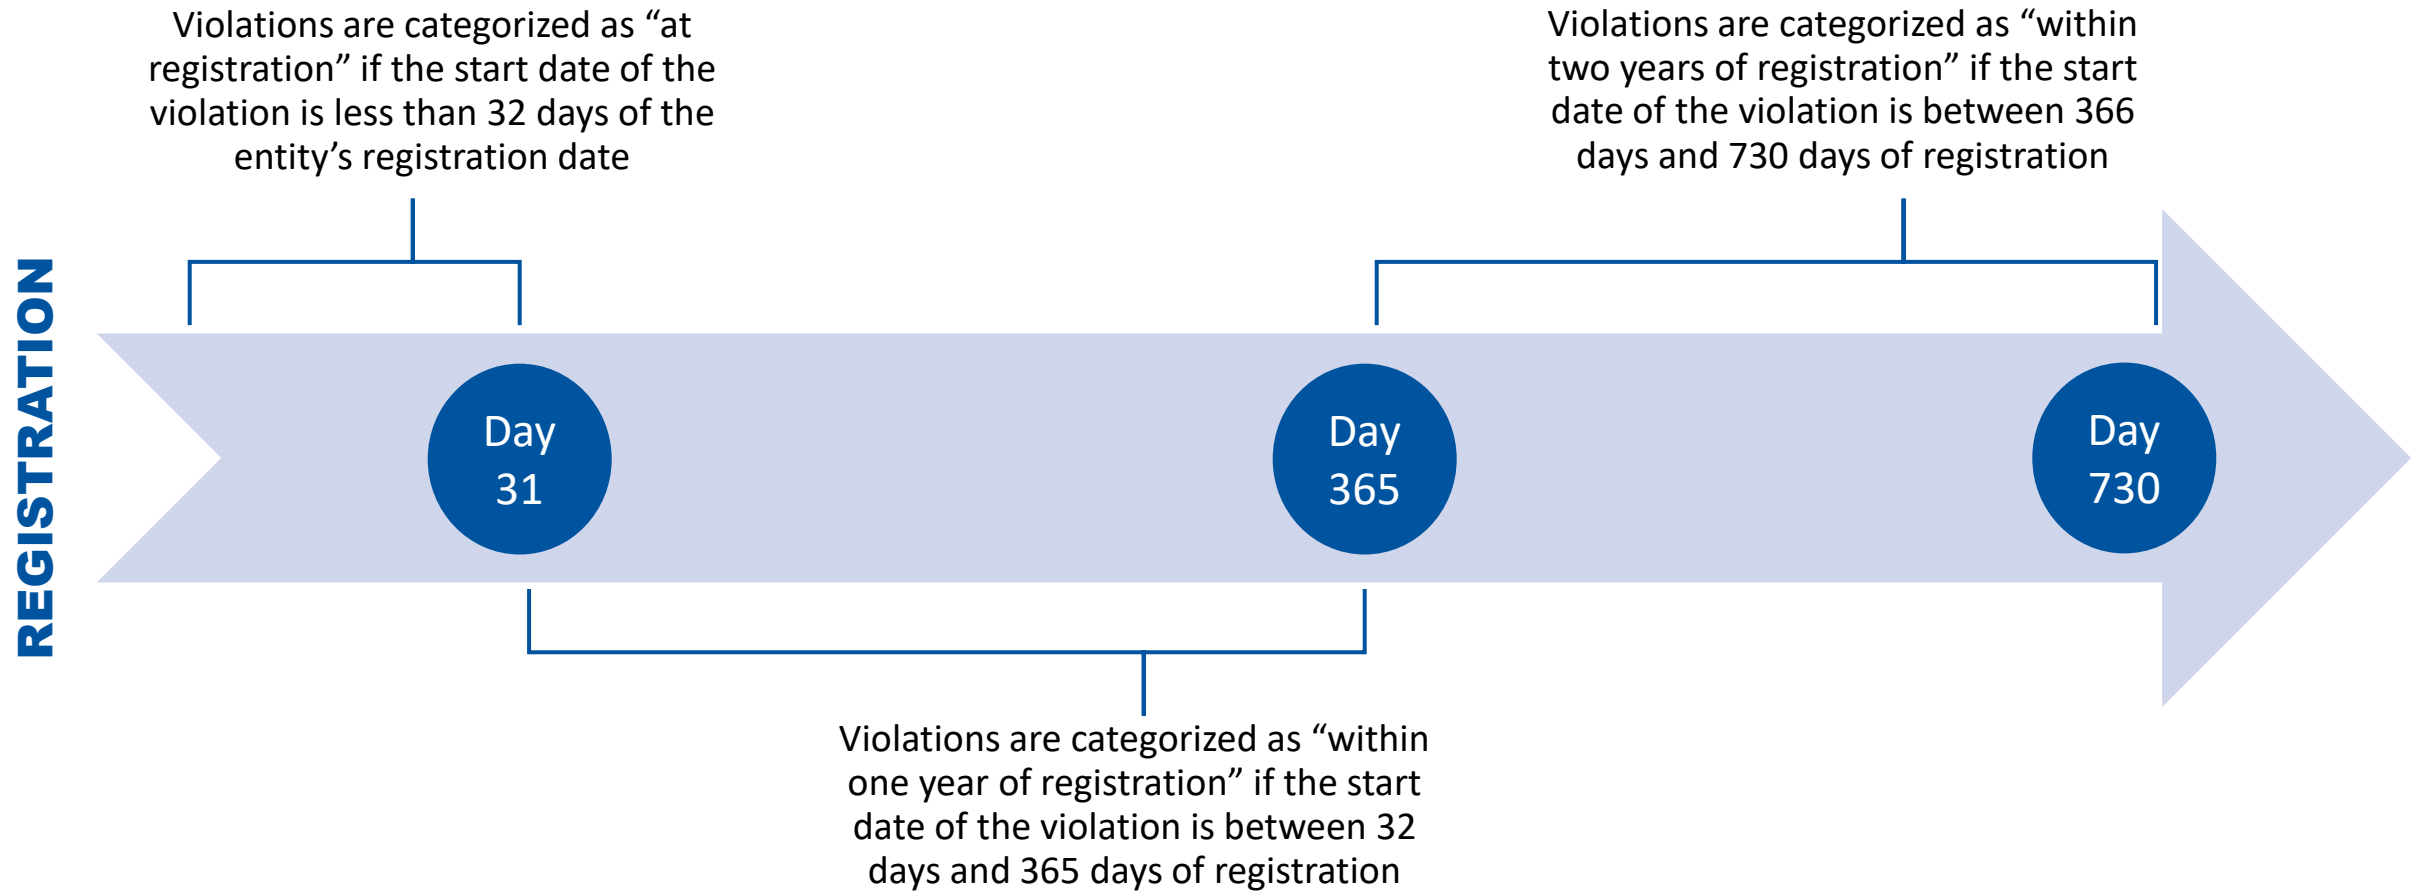 Violations are categorized as “at
registration” if the start date of the
violation is less than 32 days of the
entity’s registration date
Violations are categorized as “within
two years of registration” if the start
date of the violation is between 366
days and 730 days of registration
REGISTRATION
Day
31
Day
365
Day
730
Violations are categorized as “within
one year of registration” if the start
date of the violation is between 32
days and 365 days of registration